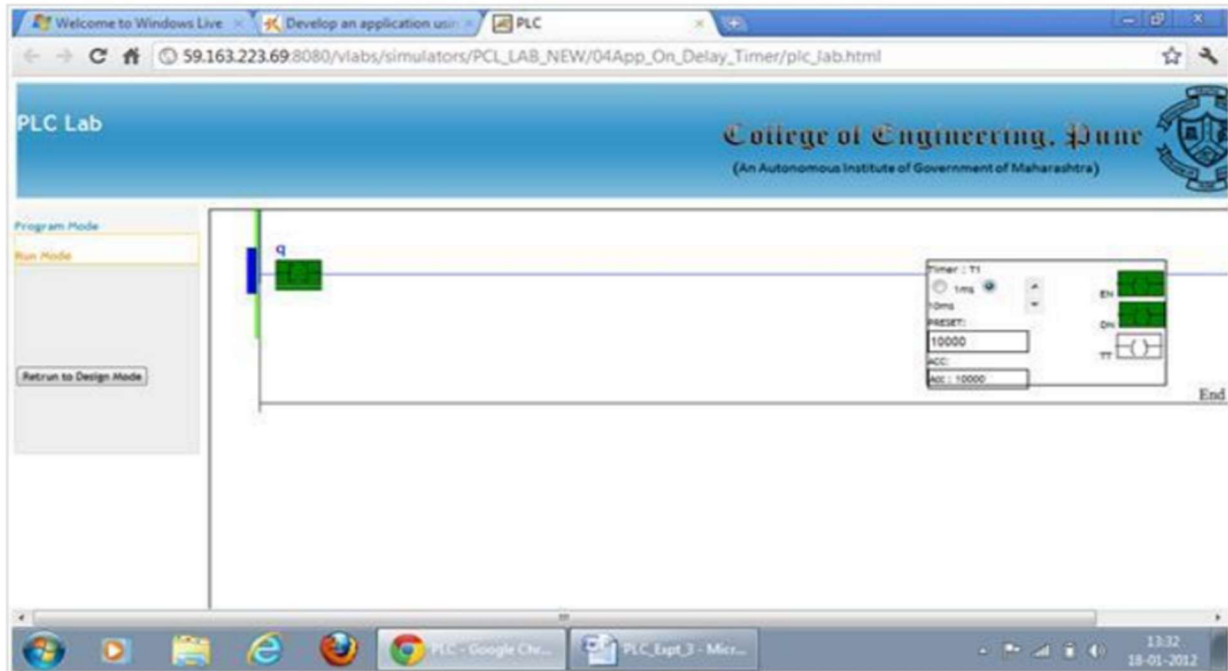 Welcome to Windows Live
Develop an application usin
PLC
59.163.223.69:8080/vlabs/simulators/PCL_LAB_NEW/04App_On_Delay_Timer/plc_lab.html
PLC Lab
College of Engineering, Pune
(An Autonomous Institute of Government of Maharashtra)
Program Mode
Run Mode
Retrun to Design Mode
q
Timer : T1
1ms
10ms
PRESET:
10000
ACC:
Acc : 10000
EN
DN
TT
End
PLC - Google Chr...
PLC_Expt_3 - Micr...
13:32
18-01-2012